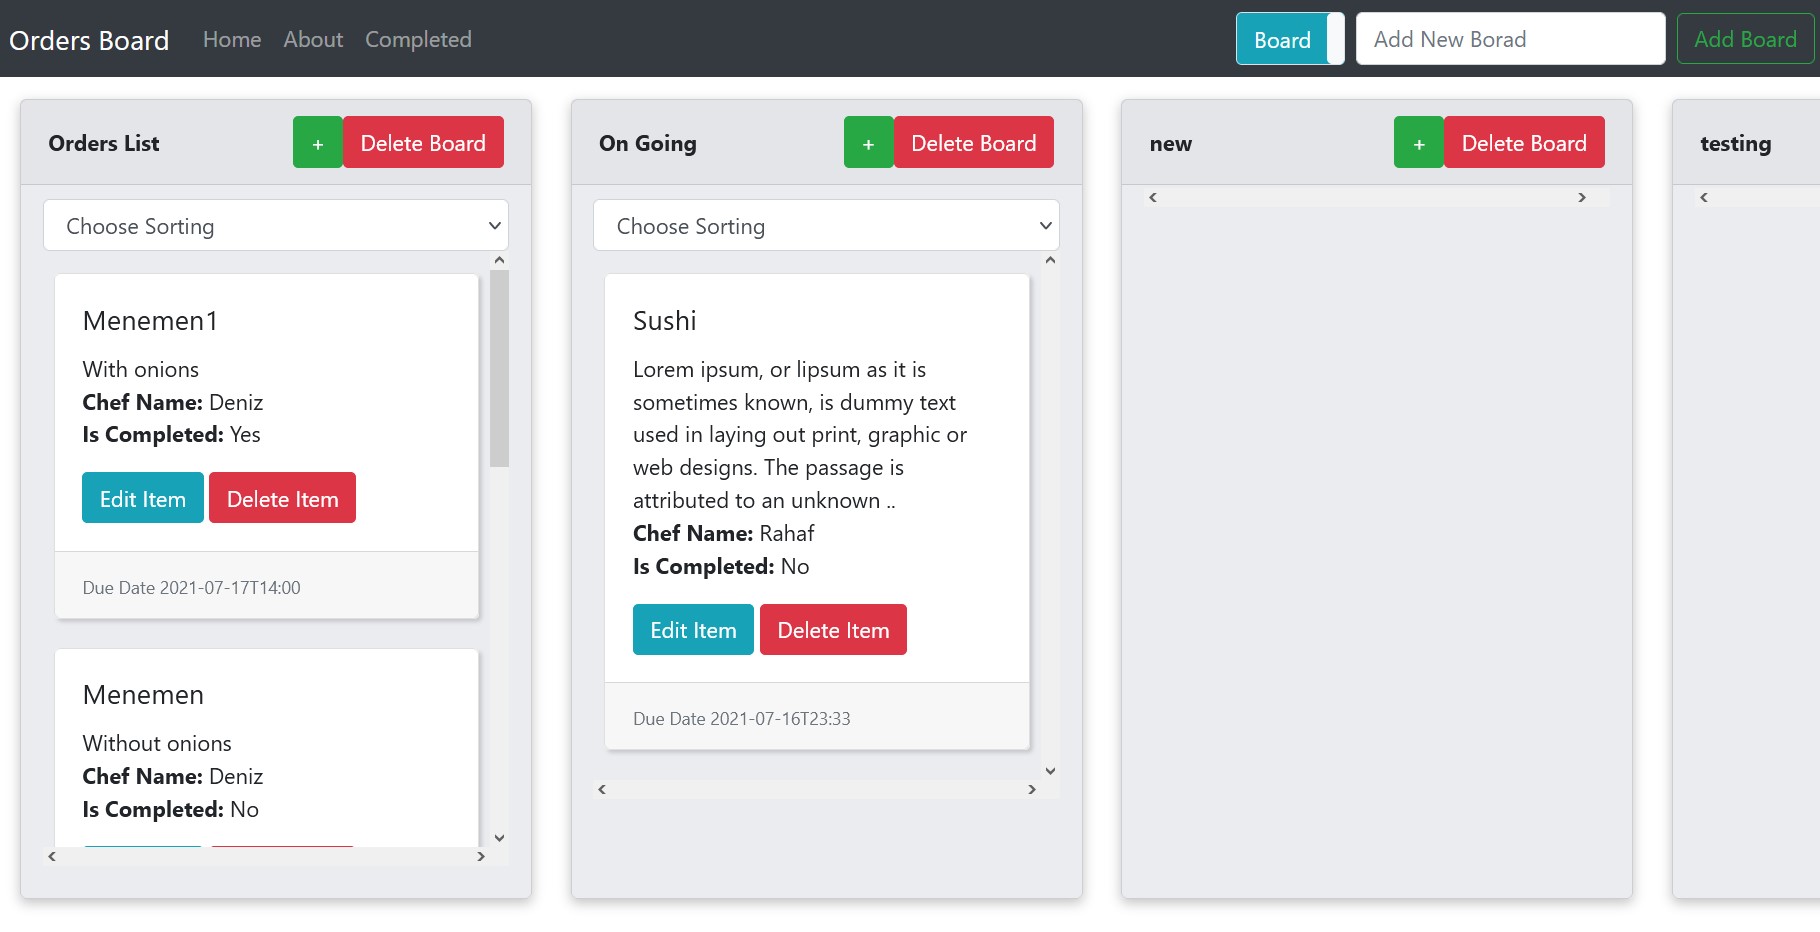 Orders Board Home About Completed Board Add New Borad Add Board
Orders List + Delete Board
Choose Sorting
Menemen1
With onions
Chef Name: Deniz
Is Completed: Yes
Edit Item Delete Item
Due Date 2021-07-17T14:00
Menemen
Without onions
Chef Name: Deniz
Is Completed: No
On Going + Delete Board
Choose Sorting
Sushi
Lorem ipsum, or lipsum as it is
sometimes known, is dummy text
used in laying out print, graphic or
web designs. The passage is
attributed to an unknown ..
Chef Name: Rahaf
Is Completed: No
Edit Item Delete Item
Due Date 2021-07-16T23:33
new + Delete Board
testing